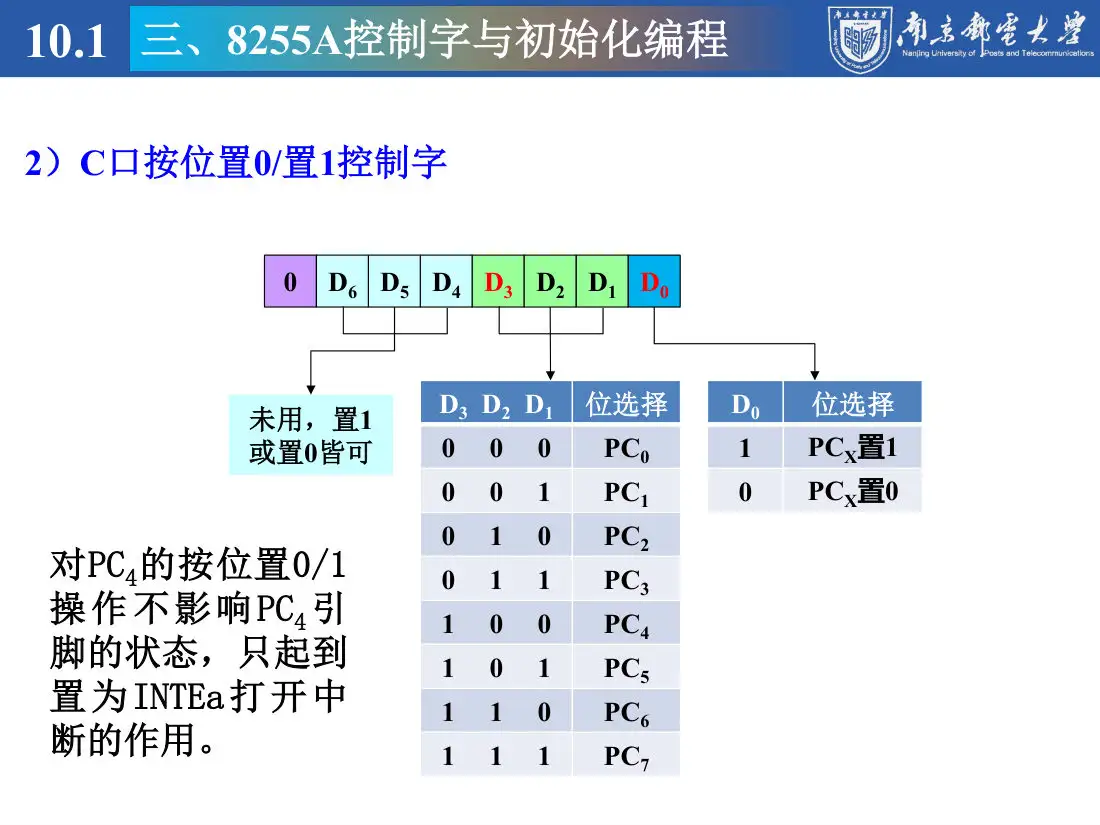 10.1 三、8255A控制字与初始化编程
南京邮电大学
Nanjing University of Posts and Telecommunications
2）C口按位置0/置1控制字
0 D6 D5 D4 D3 D2 D1 D0
未用，置1
或置0皆可
D3 D2 D1 位选择
0 0 0 PC0
0 0 1 PC1
0 1 0 PC2
0 1 1 PC3
1 0 0 PC4
1 0 1 PC5
1 1 0 PC6
1 1 1 PC7
D0 位选择
1 PCX置1
0 PCX置0
对PC4的按位置0/1
操作不影响PC4引
脚的状态，只起到
置为INTEa打开中
断的作用。